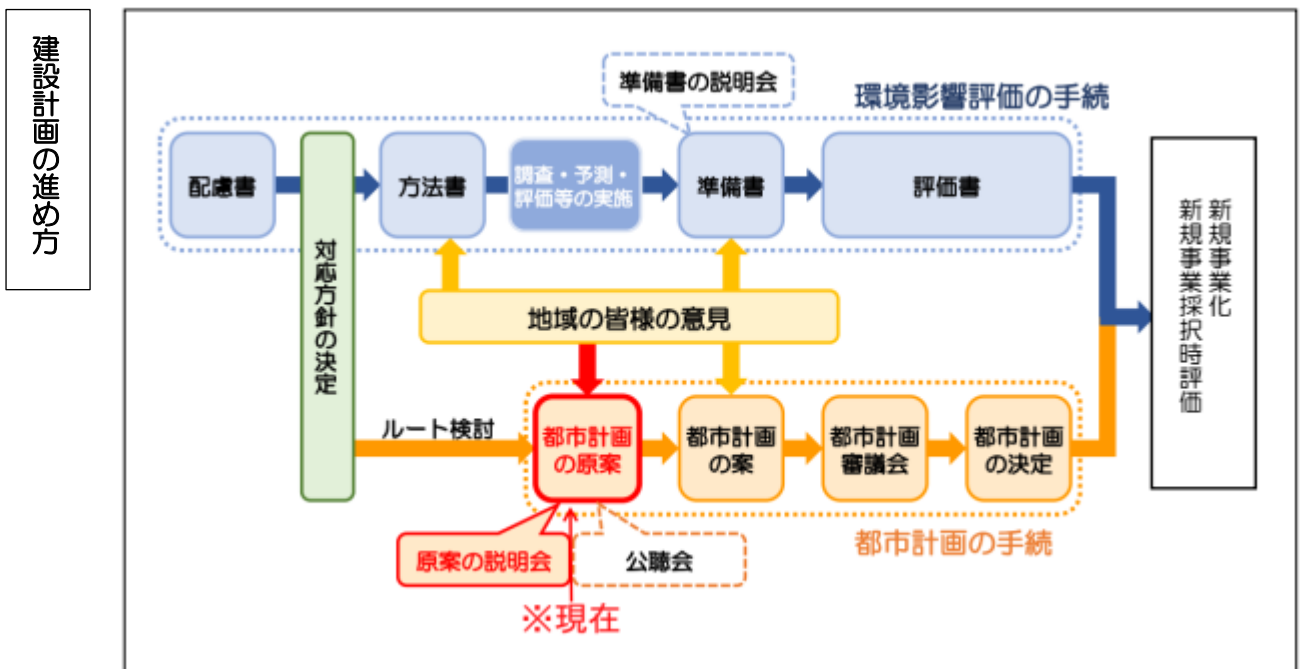 建設計画の進め方
準備書の説明会
環境影響評価の手続
配慮書
対応方針の決定
方法書
調査・予測・
評価等の実施
準備書
評価書
地域の皆様の意見
ルート検討
都市計画
の原案
都市計画
の案
都市計画
審議会
都市計画
の決定
原案の説明会
公聴会
都市計画の手続
※現在
新規事業化
新規事業採択時評価